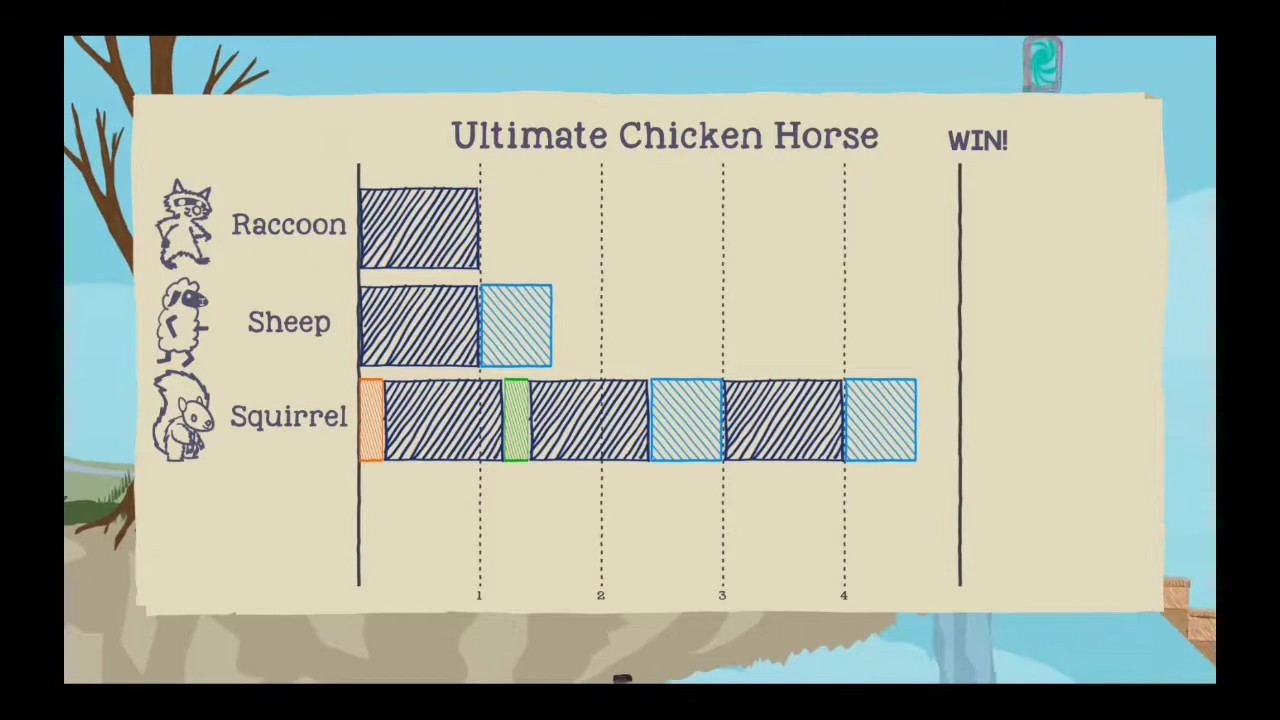 Ultimate Chicken Horse
WIN!
Raccoon
Sheep
Squirrel
1 2 3 4